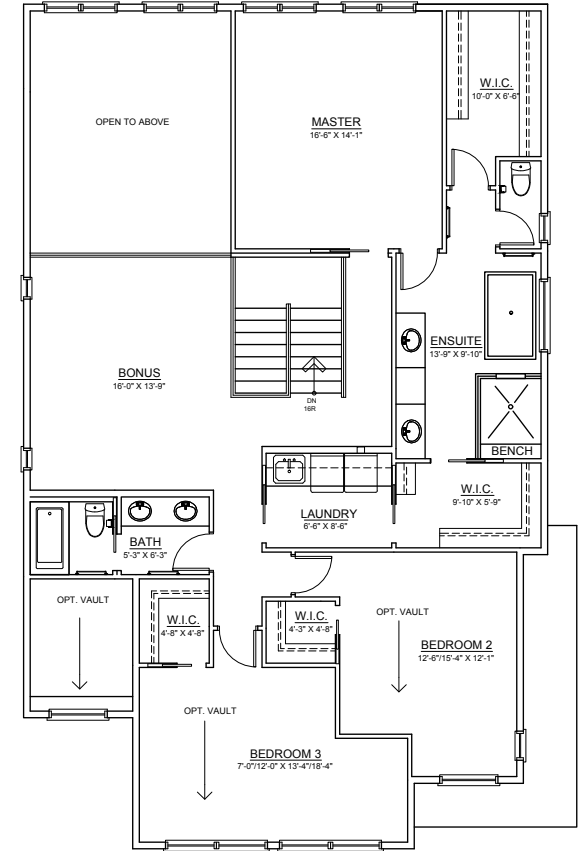 W.I.C.
10'-0" X 6'-6"
OPEN TO ABOVE
MASTER
16'-6" X 14'-1"
ENSUITE
13'-9" X 9'-10"
BONUS
16'-0" X 13'-9"
DN
16R
BENCH
W.I.C.
9'-10" X 5'-9"
LAUNDRY
6'-6" X 8'-6"
BATH
5'-3" X 6'-3"
OPT. VAULT
W.I.C.
4'-8" X 4'-8"
W.I.C.
4'-3" X 4'-8"
OPT. VAULT
BEDROOM 2
12'-6"/15'-4" X 12'-1"
OPT. VAULT
BEDROOM 3
7'-0"/12'-0" X 13'-4"/18'-4"